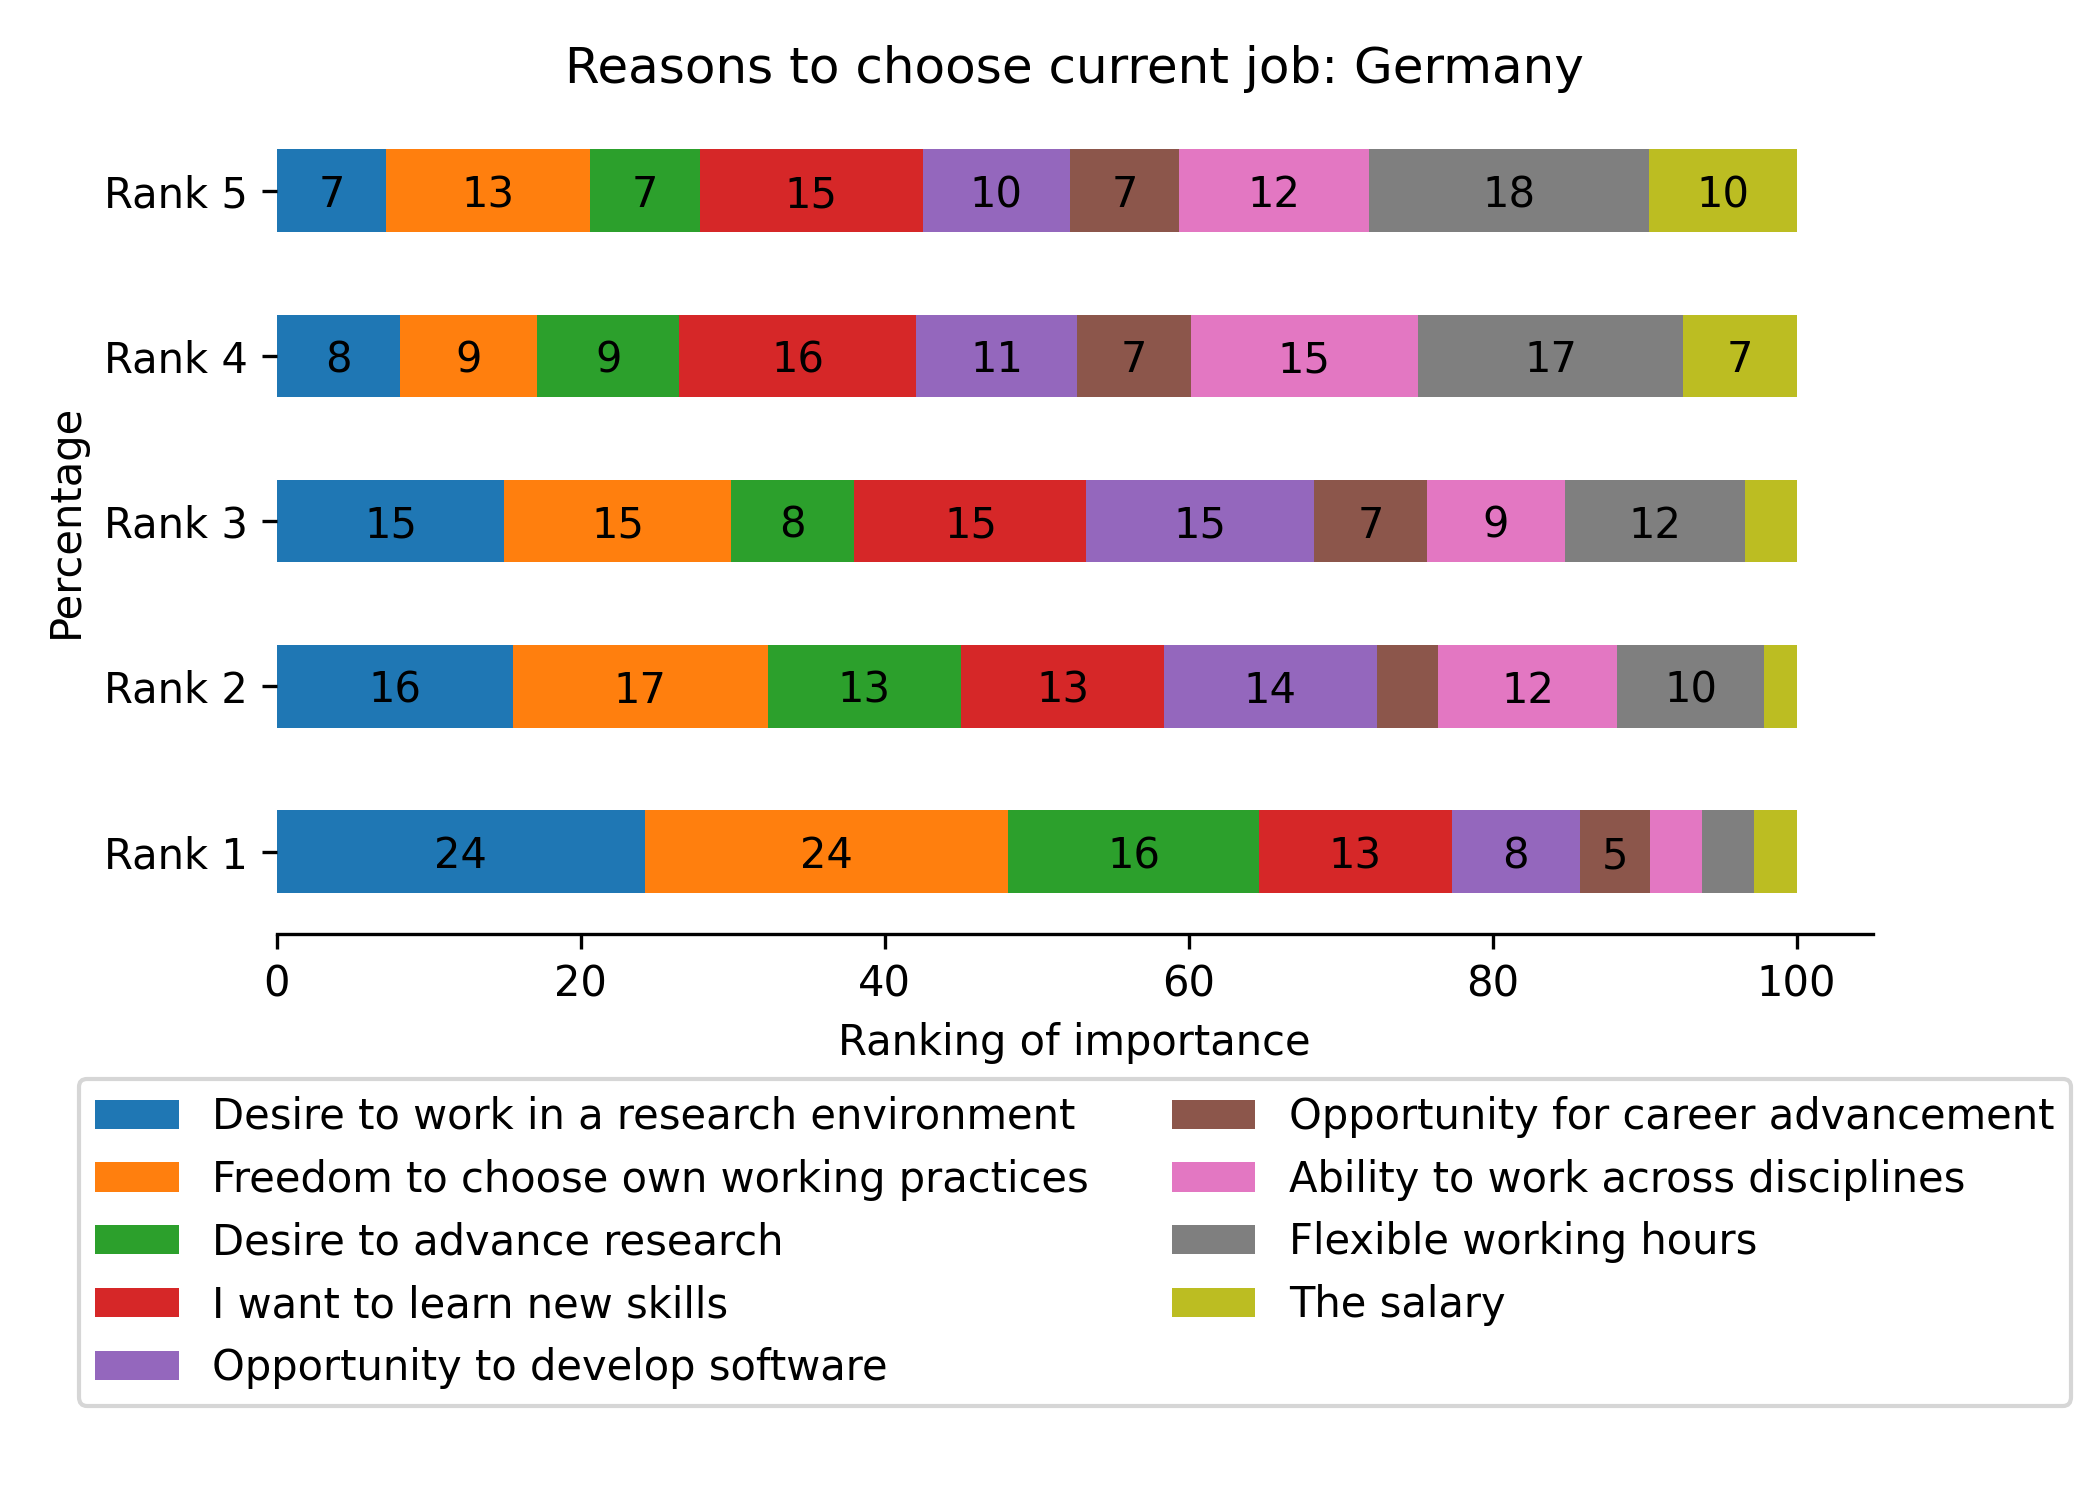 Reasons to choose current job: Germany
Rank 5 7 13 7 15 10 7 12 18 10
Rank 4 8 9 9 16 11 7 15 17 7
Rank 3 15 15 8 15 15 7 9 12
Rank 2 16 17 13 13 14 12 10
Rank 1 24 24 16 13 8 5
Percentage
0 20 40 60 80 100
Ranking of importance
Desire to work in a research environment
Freedom to choose own working practices
Desire to advance research
I want to learn new skills
Opportunity to develop software
Opportunity for career advancement
Ability to work across disciplines
Flexible working hours
The salary